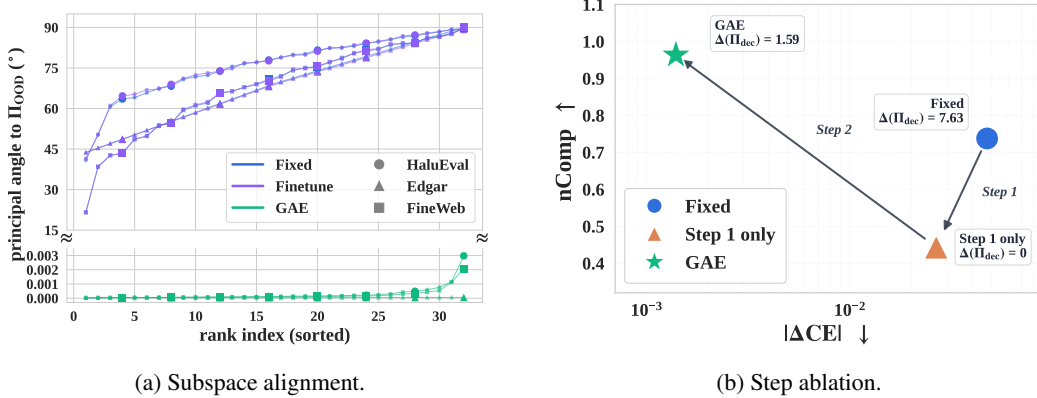 principal angle to Π_OOD (°)
90
75
60
45
30
15
≈
≈
0.003
0.002
0.001
0.000
0
5
10
15
20
25
30
rank index (sorted)
Fixed
Finetune
GAE
HaluEval
Edgar
FineWeb
(a) Subspace alignment.
nComp ↑
1.1
1.0
0.9
0.8
0.7
0.6
0.5
0.4
GAE
Δ(Π_dec) = 1.59
Fixed
Δ(Π_dec) = 7.63
Step 2
Step 1
Step 1 only
Δ(Π_dec) = 0
Fixed
Step 1 only
GAE
10⁻³
10⁻²
|ΔCE| ↓
(b) Step ablation.